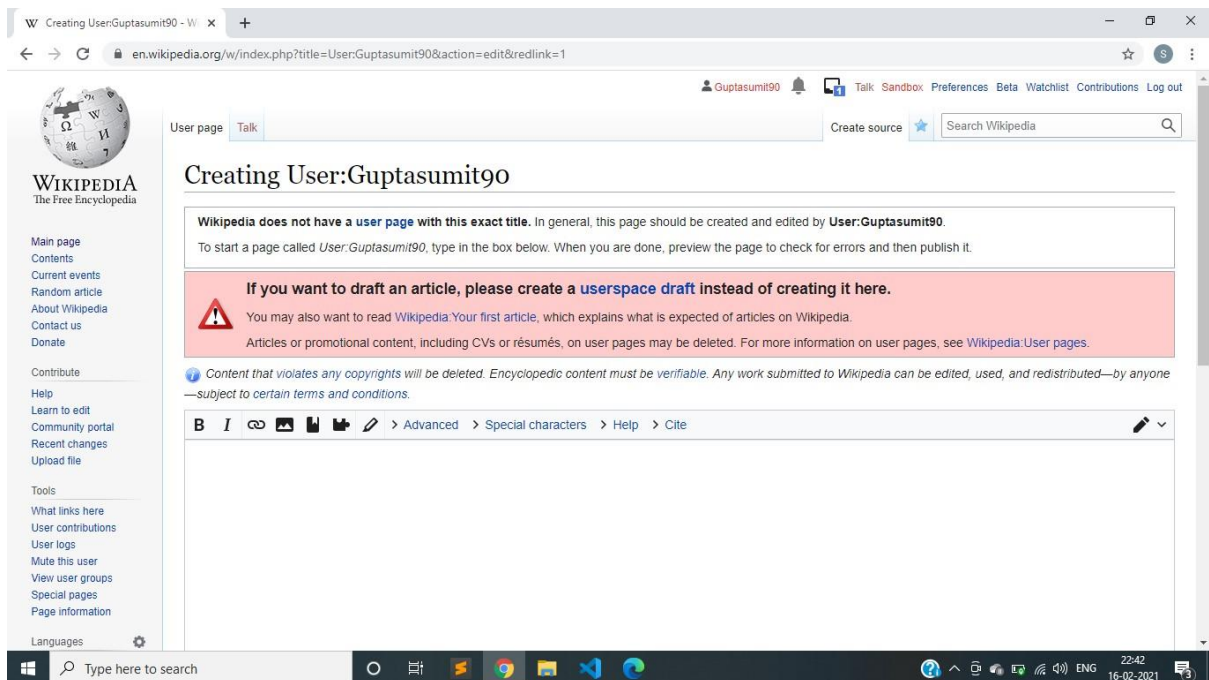 W Creating User:Guptasumit90 - W
en.wikipedia.org/w/index.php?title=User:Guptasumit90&action=edit&redlink=1
S
Guptasumit90 1 Talk Sandbox Preferences Beta Watchlist Contributions Log out
User page Talk Create source Search Wikipedia
WIKIPEDIA
The Free Encyclopedia
Creating User:Guptasumit90
Wikipedia does not have a user page with this exact title. In general, this page should be created and edited by User:Guptasumit90.
To start a page called User:Guptasumit90, type in the box below. When you are done, preview the page to check for errors and then publish it.
If you want to draft an article, please create a userspace draft instead of creating it here.
You may also want to read Wikipedia:Your first article, which explains what is expected of articles on Wikipedia.
Articles or promotional content, including CVs or résumés, on user pages may be deleted. For more information on user pages, see Wikipedia:User pages.
Content that violates any copyrights will be deleted. Encyclopedic content must be verifiable. Any work submitted to Wikipedia can be edited, used, and redistributed—by anyone
—subject to certain terms and conditions.
B I Advanced Special characters Help Cite
Main page
Contents
Current events
Random article
About Wikipedia
Contact us
Donate
Contribute
Help
Learn to edit
Community portal
Recent changes
Upload file
Tools
What links here
User contributions
User logs
Mute this user
View user groups
Special pages
Page information
Languages
Type here to search
ENG 22:42
16-02-2021
3